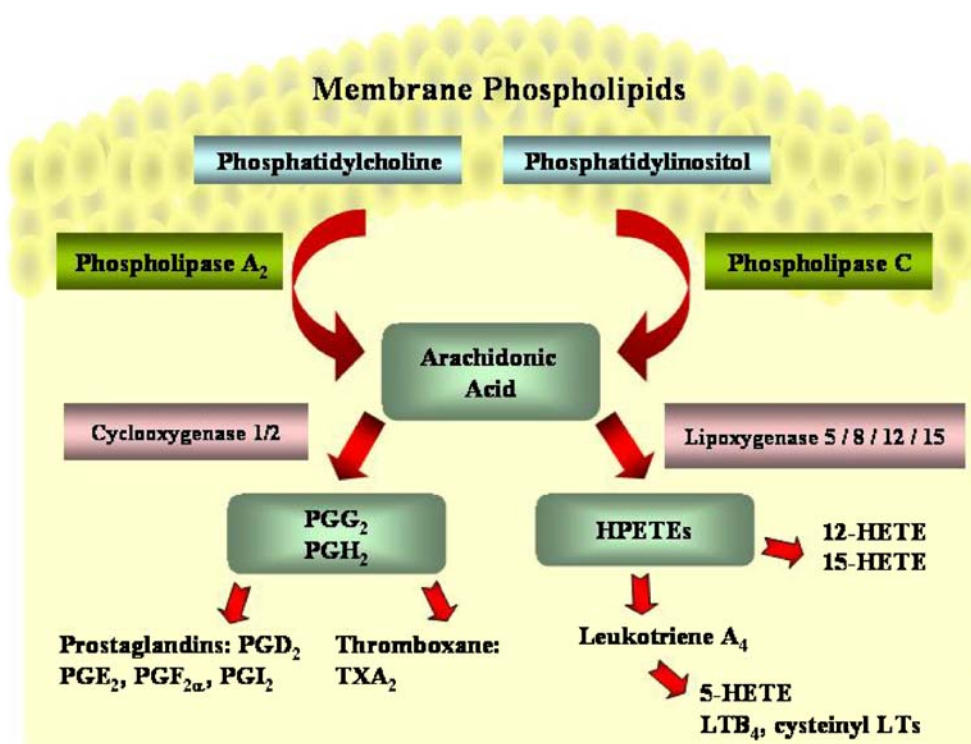 Membrane Phospholipids
Phosphatidylcholine
Phosphatidylinositol
Phospholipase A₂
Phospholipase C
Arachidonic
Acid
Cyclooxygenase 1/2
Lipoxygenase 5 / 8 / 12 / 15
PGG₂
PGH₂
HPETEs
12-HETE
15-HETE
Prostaglandins: PGD₂
PGE₂, PGF₂α, PGI₂
Thromboxane:
TXA₂
Leukotriene A₄
5-HETE
LTB₄, cysteinyl LTs